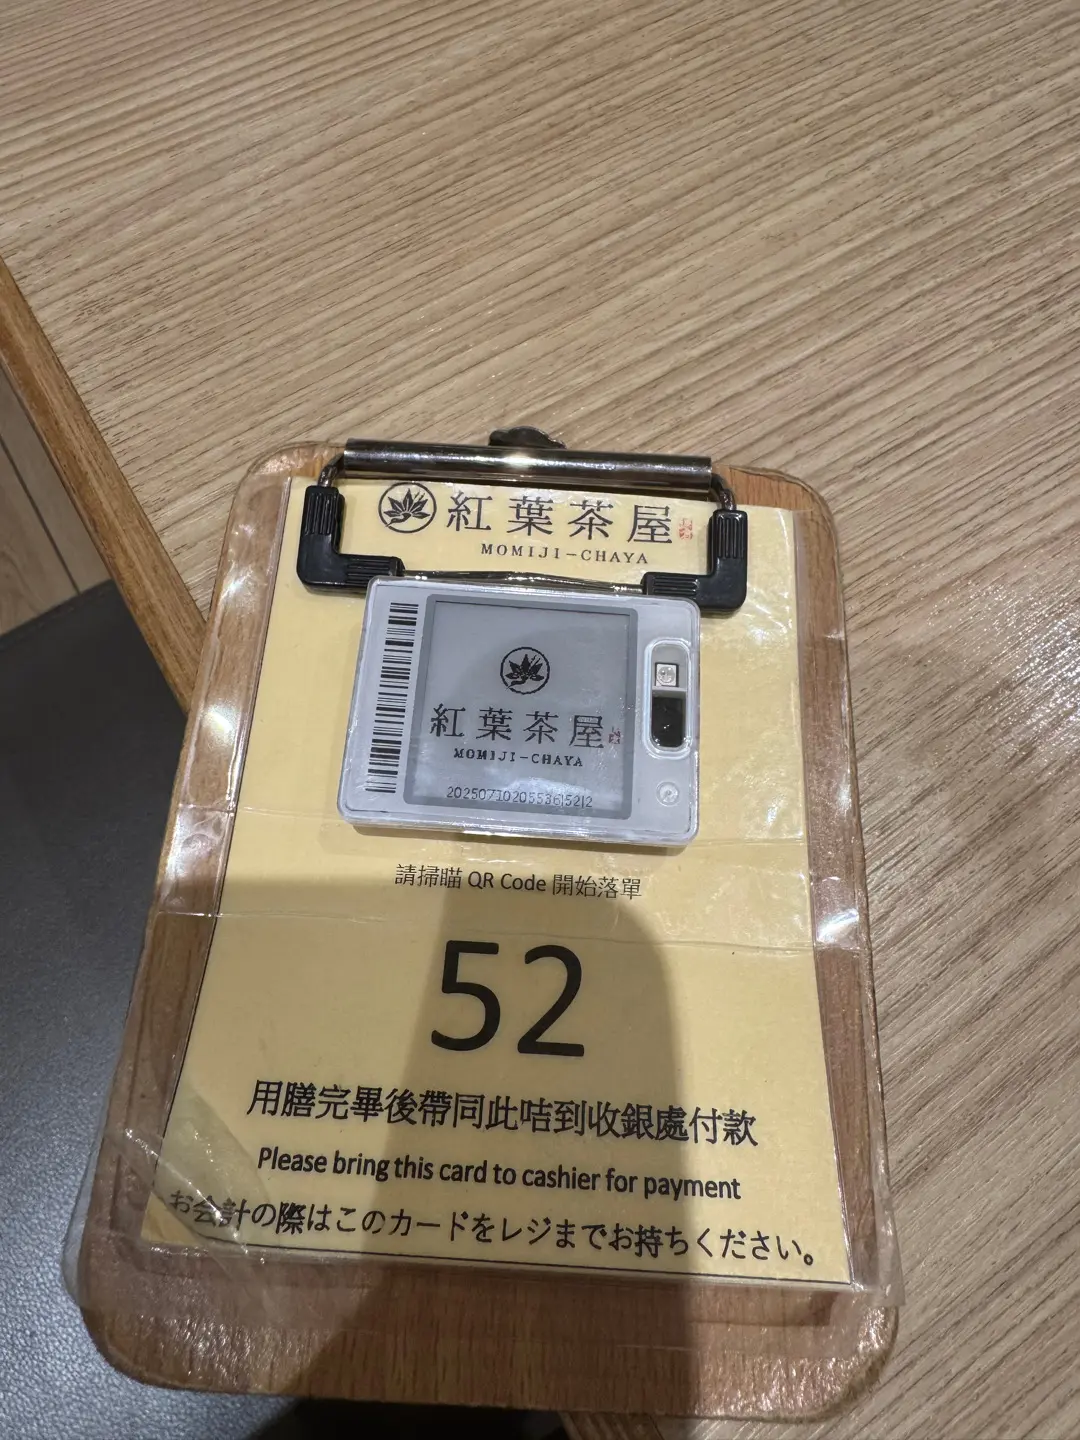 紅葉茶屋
MOMIJI-CHAYA
紅葉茶屋
MOMIJI-CHAYA
請掃瞄 QR Code 開始落單
52
用膳完畢後帶同此咭到收銀處付款
Please bring this card to cashier for payment
お会計の際はこのカードをレジまでお持ちください。